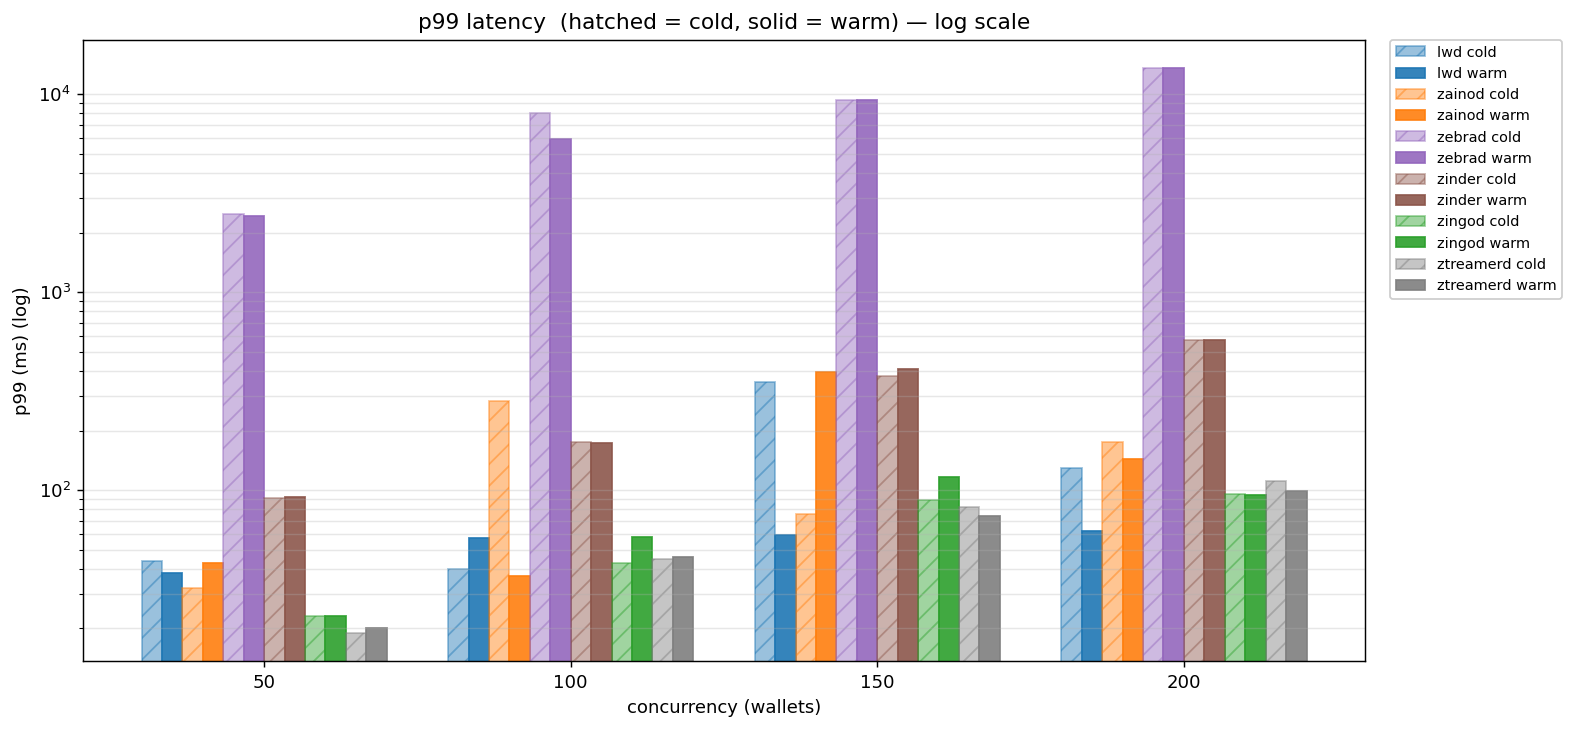 p99 latency  (hatched = cold, solid = warm) — log scale
p99 (ms) (log)
10⁴
10³
10²
50
100
150
200
concurrency (wallets)
lwd cold
lwd warm
zainod cold
zainod warm
zebrad cold
zebrad warm
zinder cold
zinder warm
zingod cold
zingod warm
ztreamerd cold
ztreamerd warm